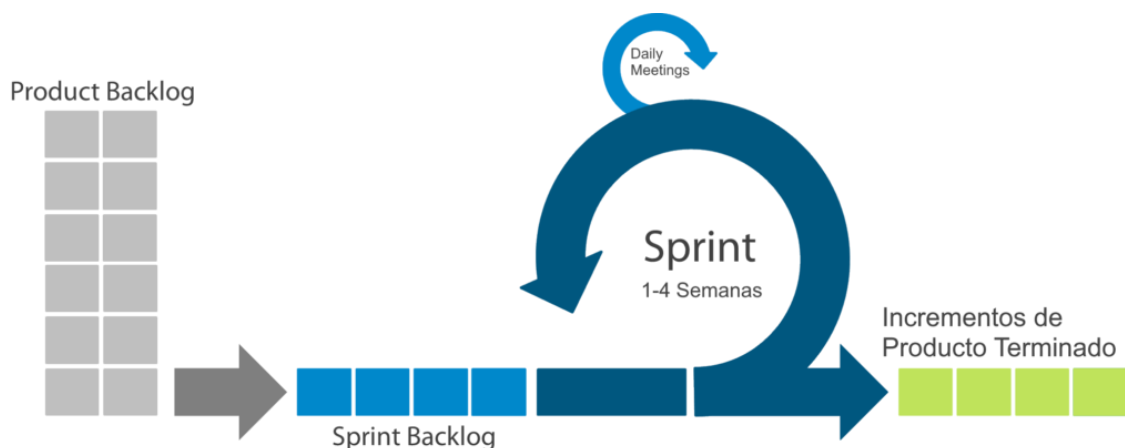 Product Backlog
Daily
Meetings
Sprint
1-4 Semanas
Incrementos de
Producto Terminado
Sprint Backlog